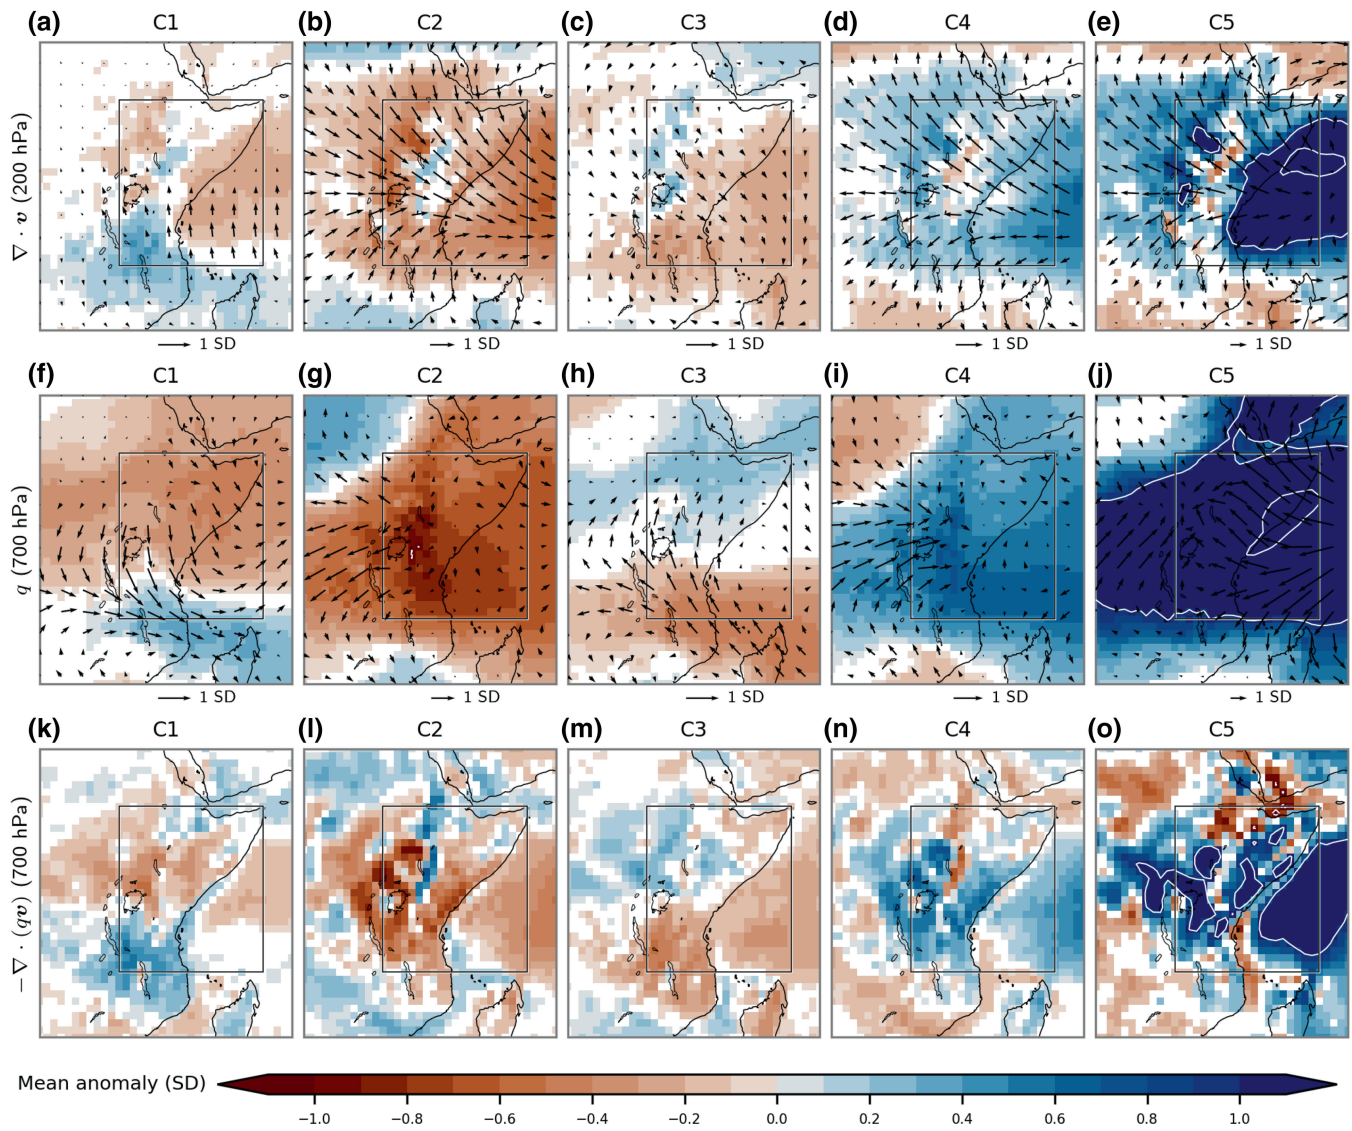 (a) C1 (b) C2 (c) C3 (d) C4 (e) C5
∇ · v (200 hPa)
1 SD 1 SD 1 SD 1 SD 1 SD
(f) C1 (g) C2 (h) C3 (i) C4 (j) C5
q (700 hPa)
1 SD 1 SD 1 SD 1 SD 1 SD
(k) C1 (l) C2 (m) C3 (n) C4 (o) C5
−∇ · (qv) (700 hPa)
Mean anomaly (SD)
−1.0 −0.8 −0.6 −0.4 −0.2 0.0 0.2 0.4 0.6 0.8 1.0